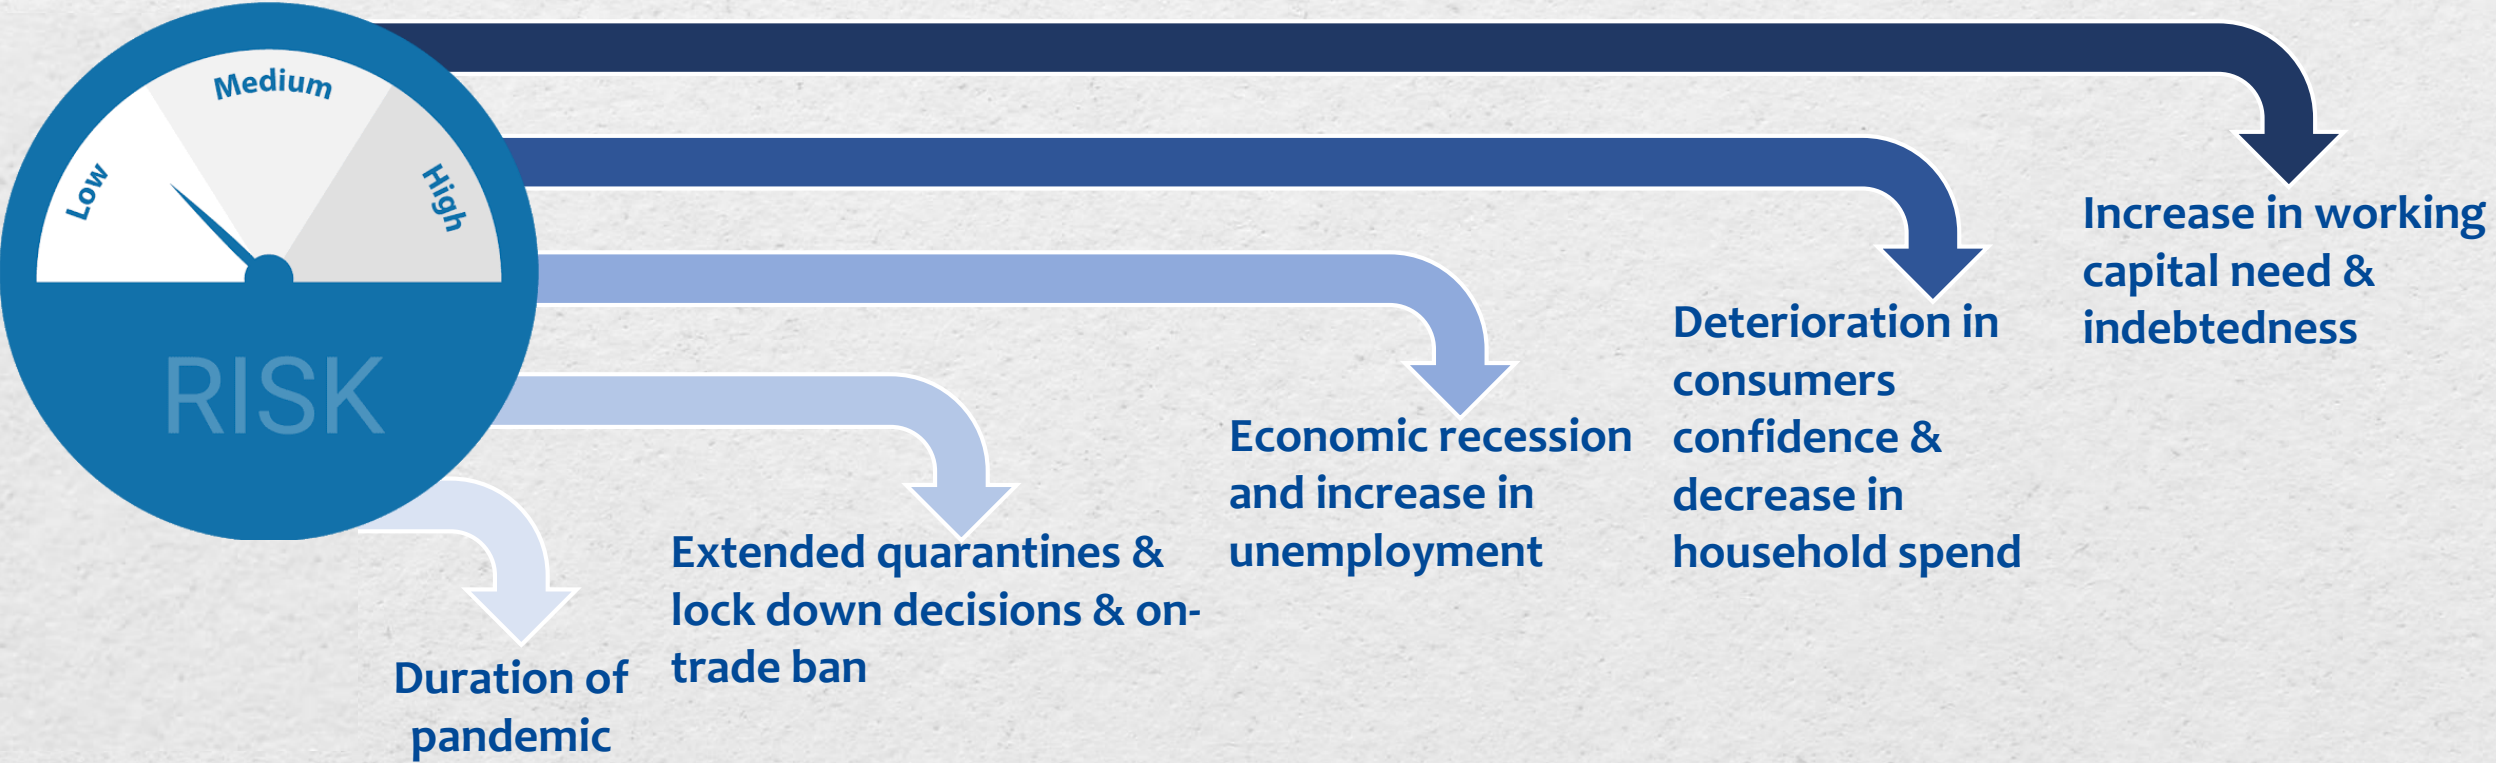 Medium
Low
High
RISK
Increase in working
capital need &
indebtedness
Deterioration in
consumers
confidence &
decrease in
household spend
Economic recession
and increase in
unemployment
Extended quarantines &
lock down decisions & on-
trade ban
Duration of
pandemic